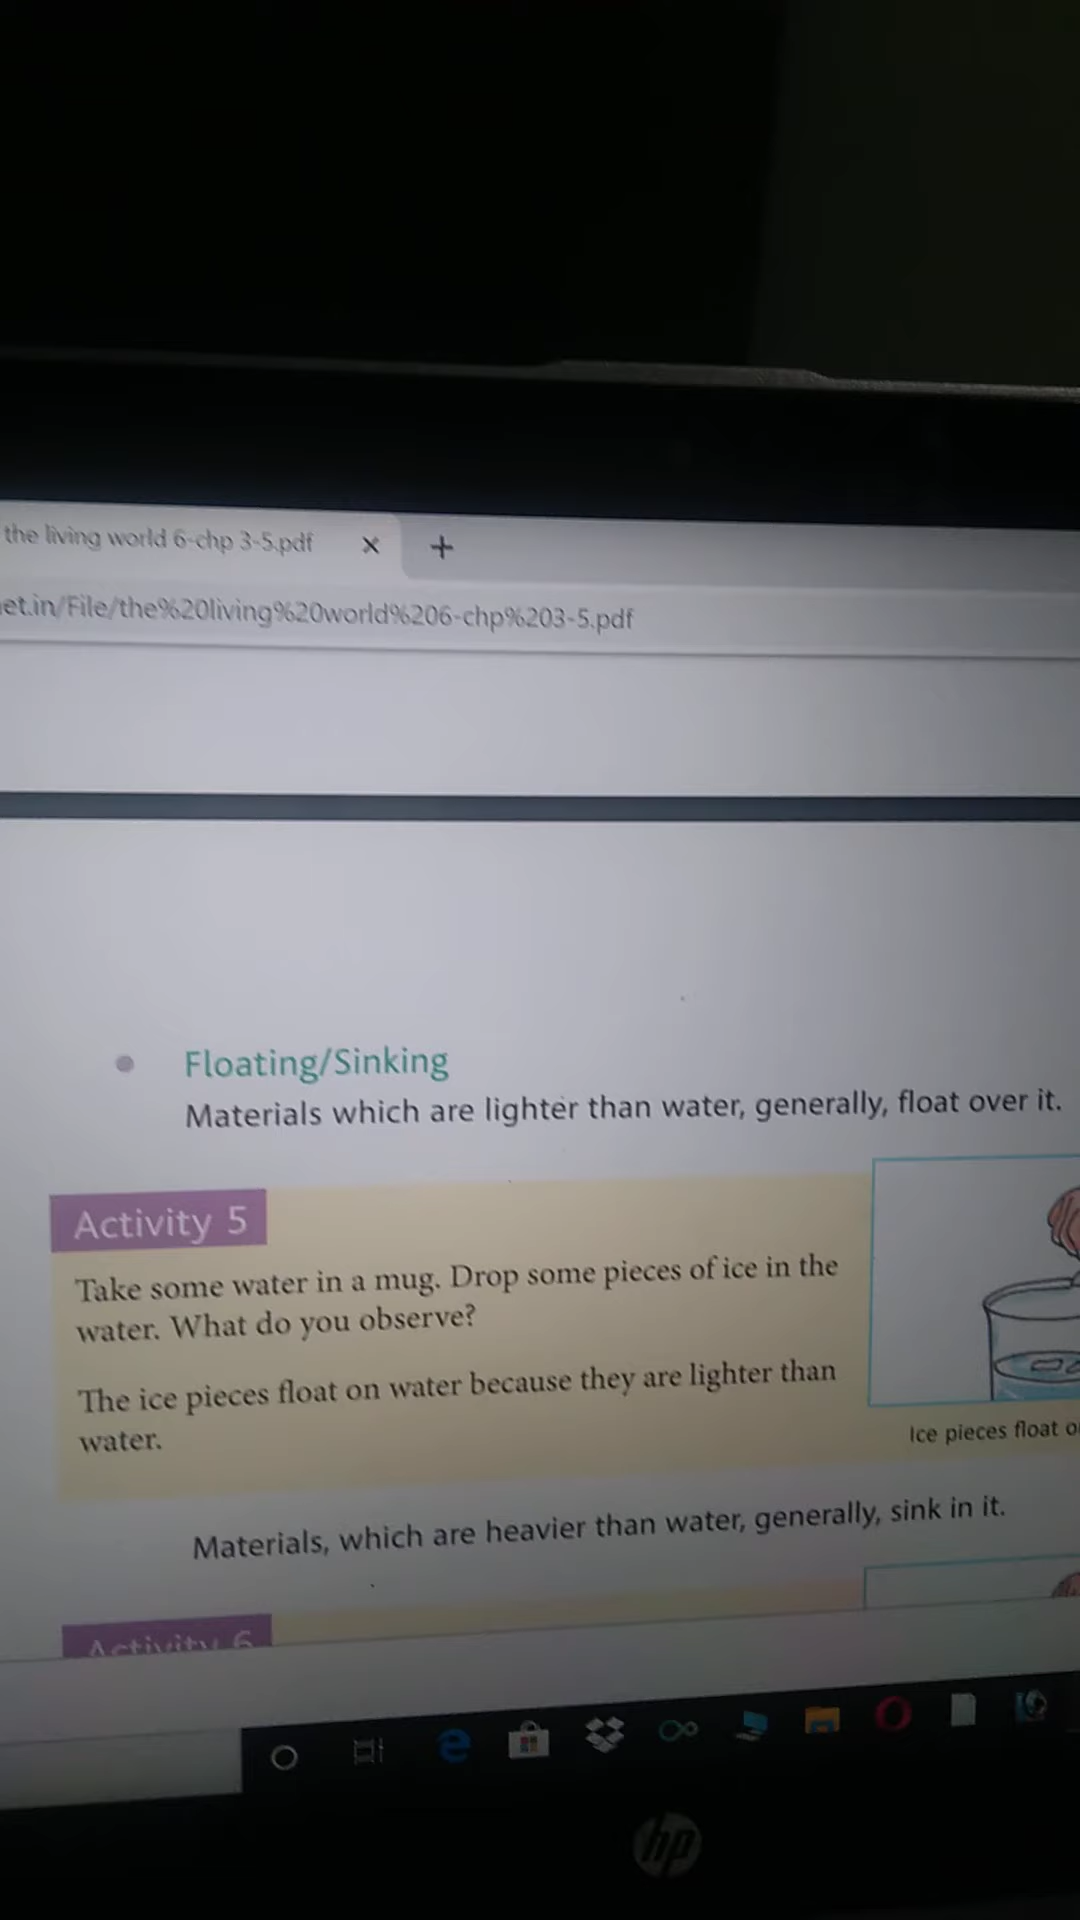 the living world 6-chp 3-5.pdf
et.in/File/the%20living%20world%206-chp%203-5.pdf
Floating/Sinking
Materials which are lighter than water, generally, float over it.
Activity 5
Take some water in a mug. Drop some pieces of ice in the
water. What do you observe?
The ice pieces float on water because they are lighter than
water.
Ice pieces float o
Materials, which are heavier than water, generally, sink in it.
Activity 6
hp